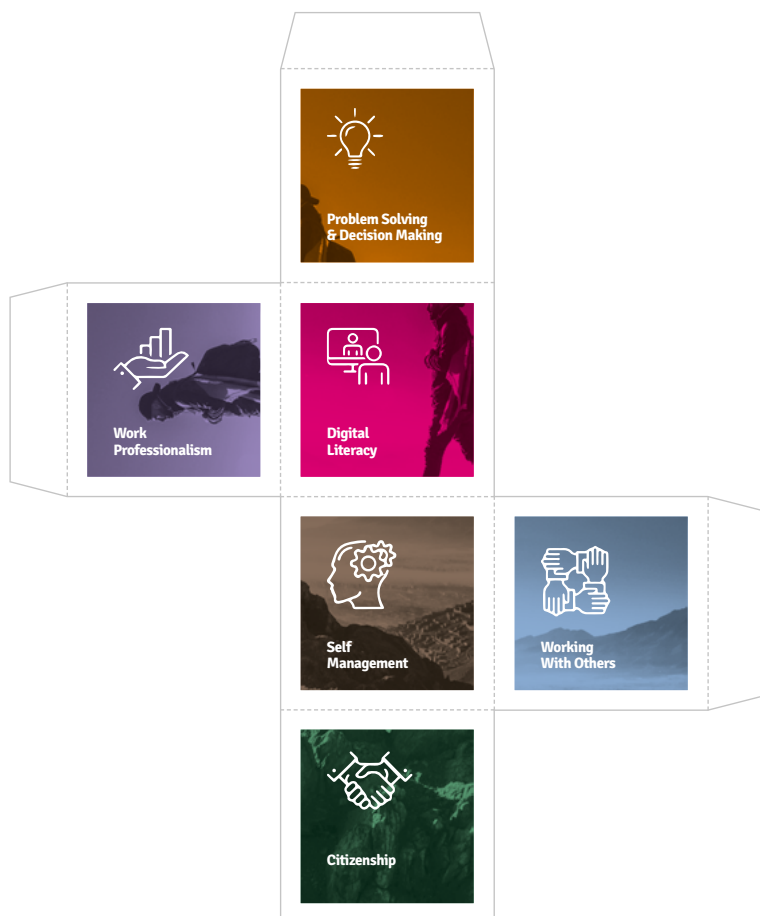 Problem Solving
& Decision Making
Work
Professionalism
Digital
Literacy
Self
Management
Working
With Others
Citizenship